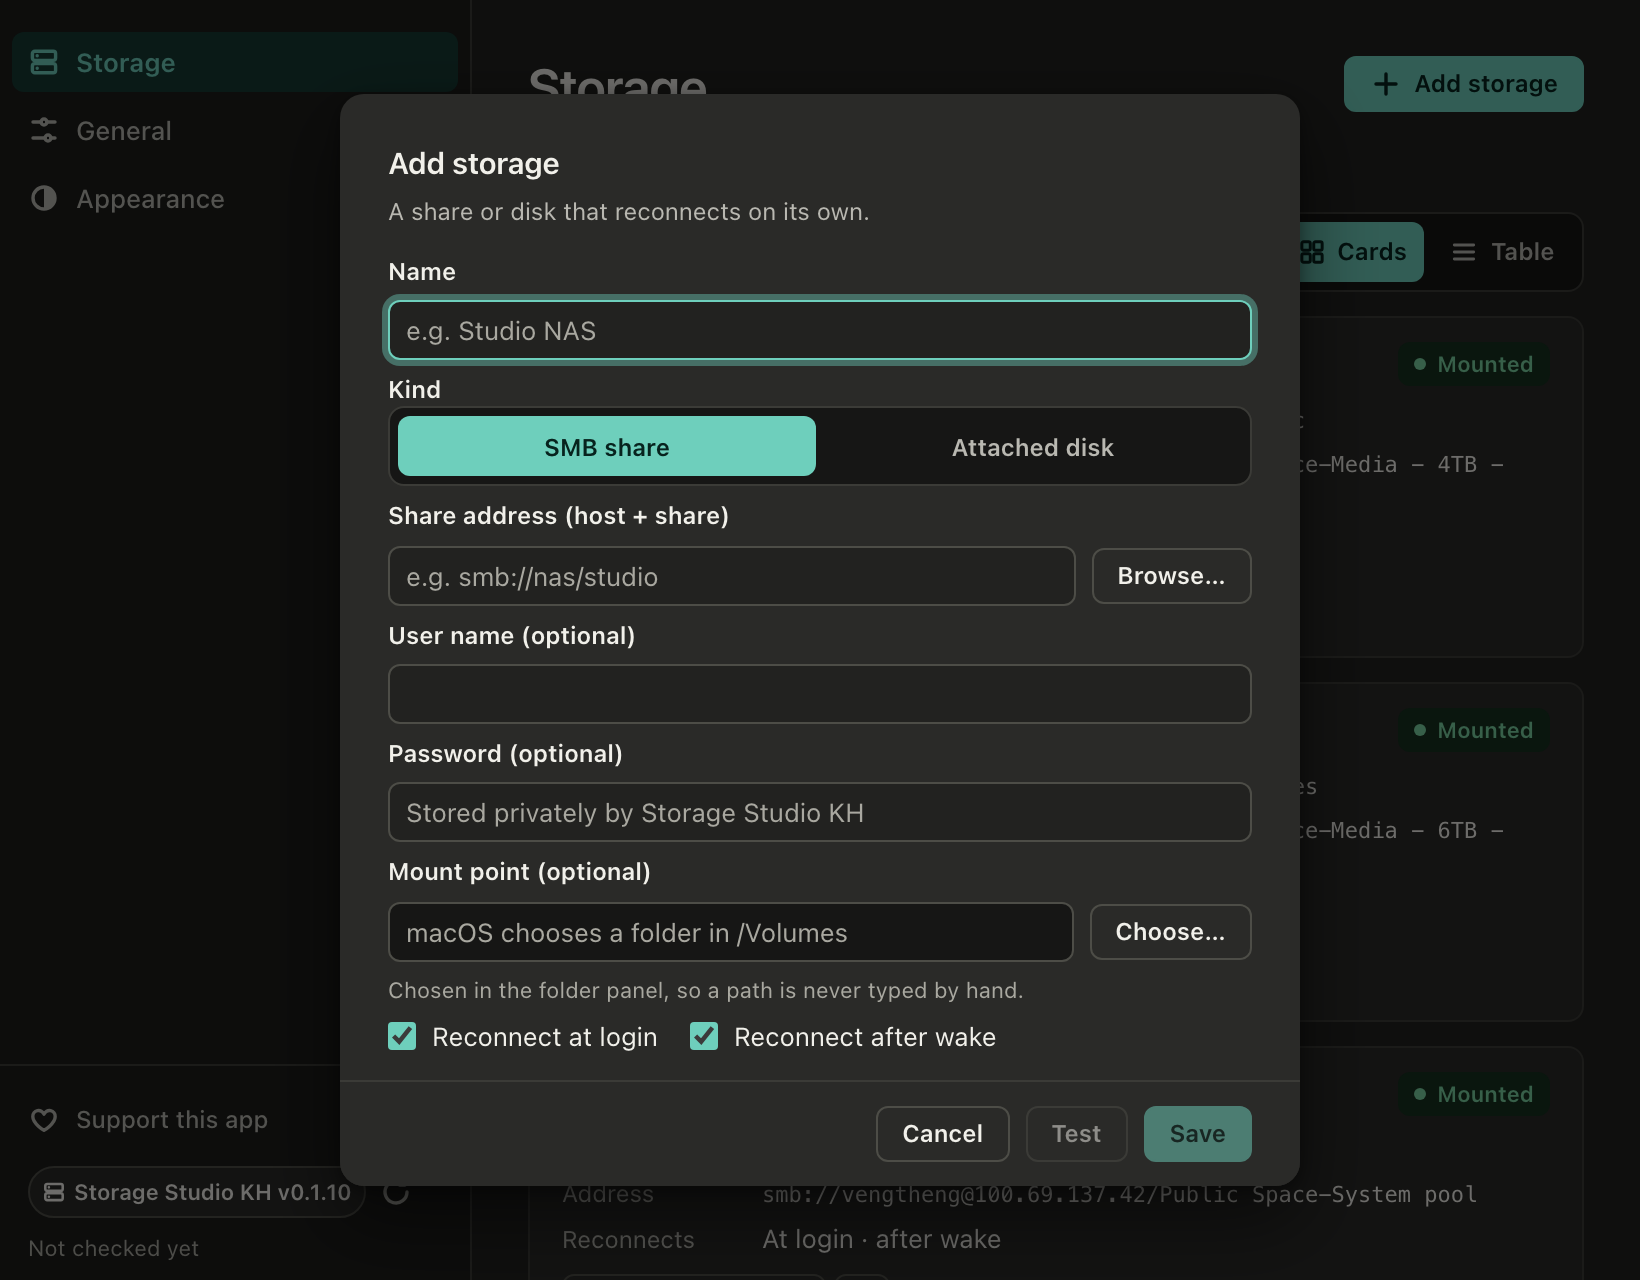 Storage
General
Appearance
Storage
Add storage
Cards
Table
Add storage
A share or disk that reconnects on its own.
Name
e.g. Studio NAS
Kind
SMB share
Attached disk
Share address (host + share)
e.g. smb://nas/studio
Browse...
User name (optional)
Password (optional)
Stored privately by Storage Studio KH
Mount point (optional)
macOS chooses a folder in /Volumes
Choose...
Chosen in the folder panel, so a path is never typed by hand.
Reconnect at login
Reconnect after wake
Cancel
Test
Save
Mounted
-Media - 4TB -
Mounted
-Media - 6TB -
Mounted
Address
smb://vengtheng@100.69.137.42/Public Space-System pool
Reconnects
At login · after wake
Support this app
Storage Studio KH v0.1.10
Not checked yet